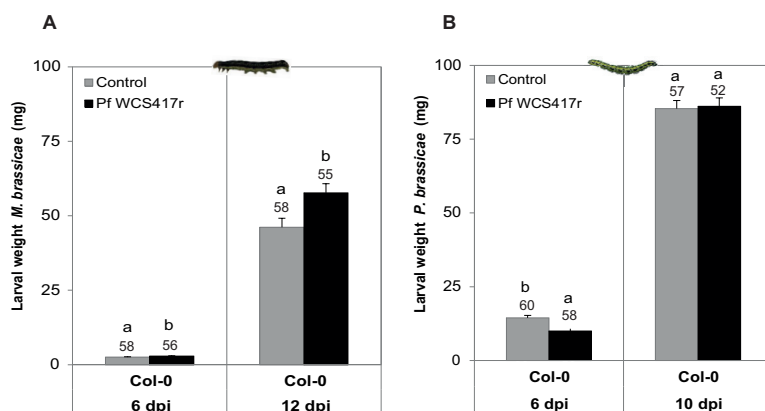 A
Larval weight M. brassicae (mg)
100
75
50
25
0
Control
Pf WCS417r
a
58
b
56
a
58
b
55
Col-0
Col-0
6 dpi
12 dpi
B
Larval weight P. brassicae (mg)
100
75
50
25
0
Control
Pf WCS417r
b
60
a
58
a
57
a
52
Col-0
Col-0
6 dpi
10 dpi